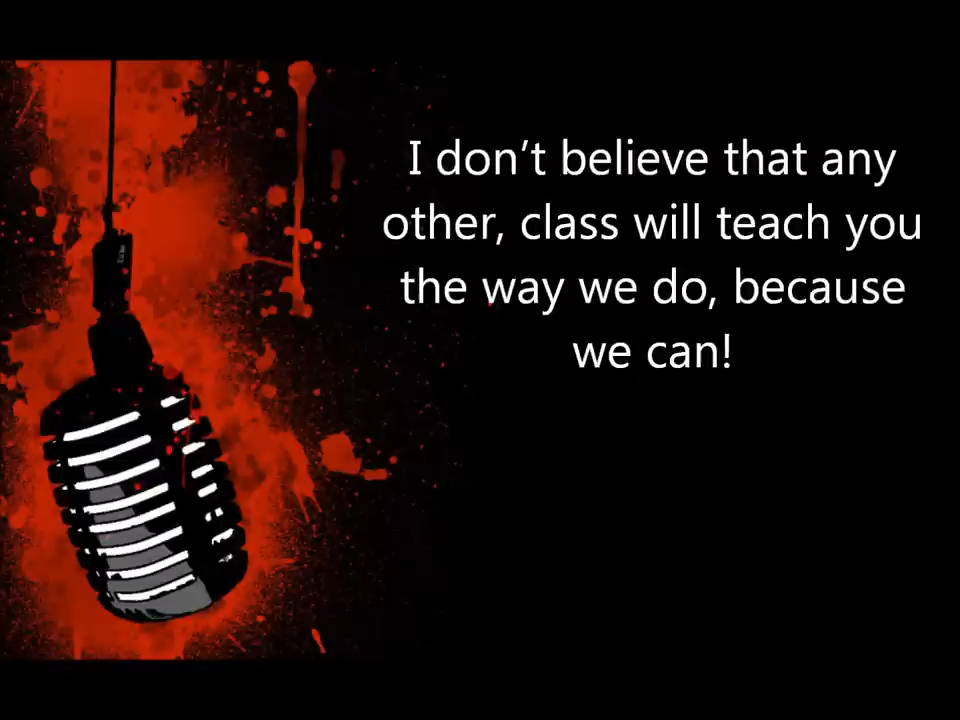 I don’t believe that any
other, class will teach you
the way we do, because
we can!